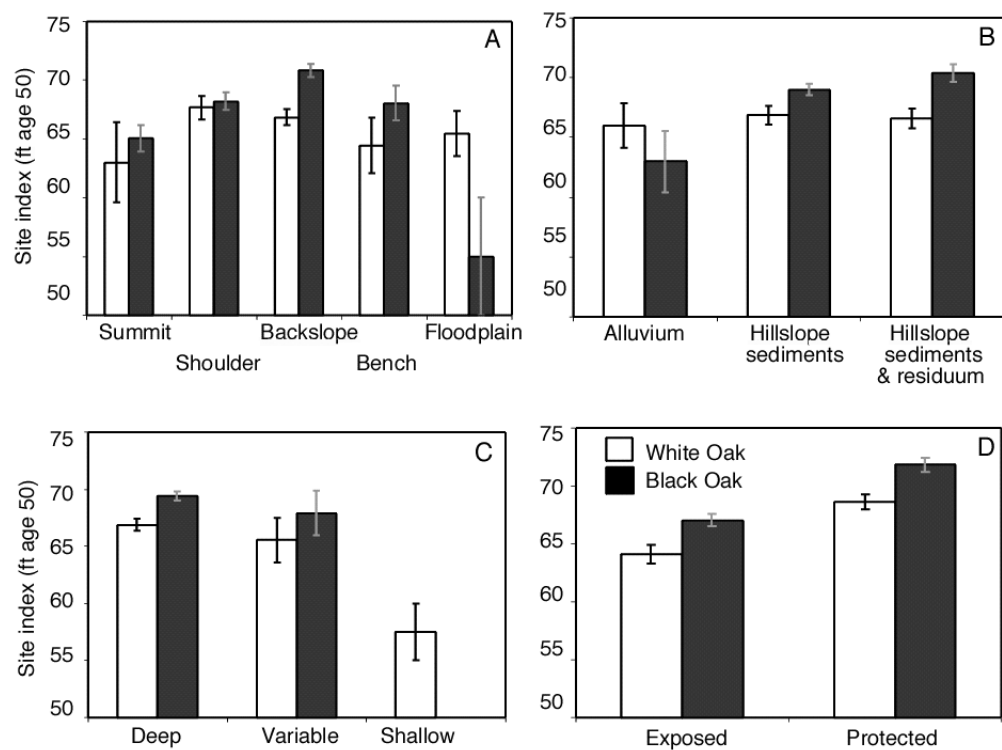 A
Site index (ft age 50)
75
70
65
60
55
50
Summit
Backslope
Floodplain
Shoulder
Bench
B
75
70
65
60
55
50
Alluvium
Hillslope
sediments
Hillslope
sediments
& residuum
C
Site index (ft age 50)
75
70
65
60
55
50
Deep
Variable
Shallow
D
White Oak
Black Oak
75
70
65
60
55
50
Exposed
Protected